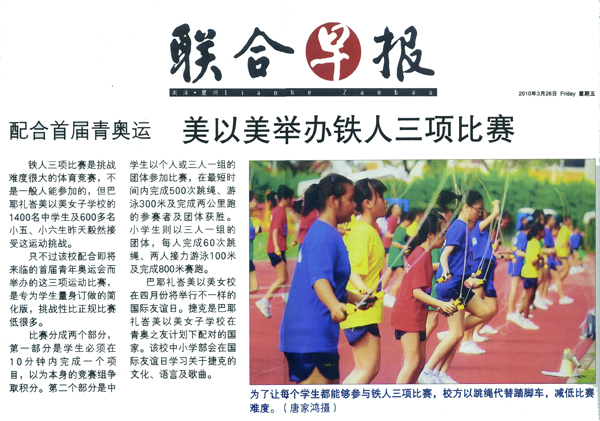 联合早报
南洋·星洲 Lianhe Zaobao
2010年3月26日 Friday 星期五
配合首届青奥运 美以美举办铁人三项比赛
铁人三项比赛是挑战
难度很大的体育竞赛，不
是一般人能参加的，但巴
耶礼峇美以美女子学校的
1400名中学生及600多名
小五、小六生昨天毅然接
受这运动挑战。
只不过该校配合即将
来临的首届青年奥运会而
举办的这三项运动比赛，
是专为学生量身订做的简
化版，挑战性比正规比赛
低很多。
比赛分成两个部分，
第一部分是学生必须在
10分钟内完成一个项
目，以为本身的竞赛组争
取积分。第二个部分是中
学生以个人或三人一组的
团体参加比赛，在最短时
间内完成500次跳绳、游
泳300米及完成两公里跑
的参赛者及团体获胜。
小学生则以三人一组的
团体，每人完成60次跳
绳、两人接力游泳100米
及完成800米赛跑。
巴耶礼峇美以美女校
在四月份将举行不一样的
国际友谊日。捷克是巴耶
礼峇美以美女子学校在
青奥之友计划下配对的国
家。该校中小学部会在国
际友谊日学习关于捷克的
文化、语言及歌曲。
为了让每个学生都能够参与铁人三项比赛，校方以跳绳代替踏脚车，减低比赛
难度。（唐家鸿摄）